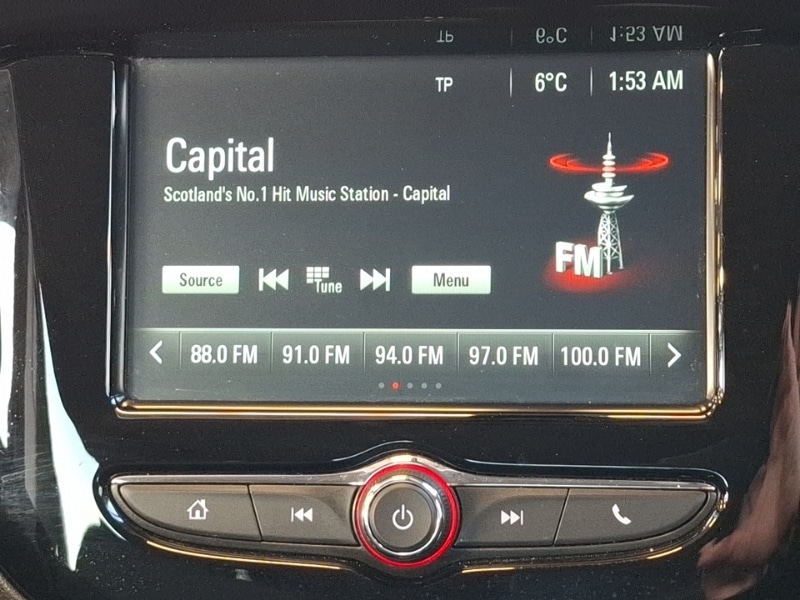 TP 6°C 1:53 AM
Capital
Scotland's No.1 Hit Music Station - Capital
FM
Source Tune Menu
88.0 FM 91.0 FM 94.0 FM 97.0 FM 100.0 FM